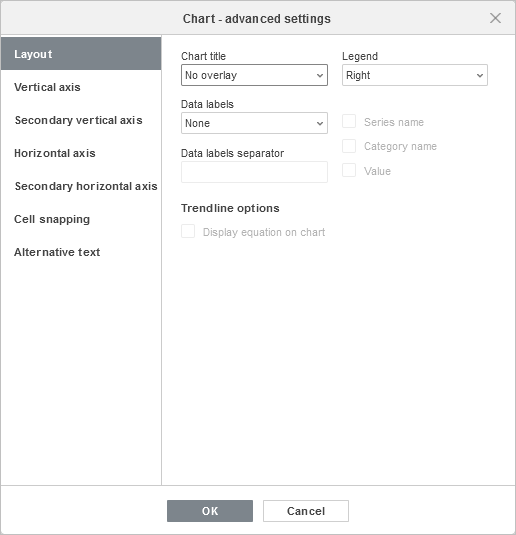 Chart - advanced settings
Layout
Vertical axis
Secondary vertical axis
Horizontal axis
Secondary horizontal axis
Cell snapping
Alternative text
Chart title
No overlay
Legend
Right
Data labels
None
Series name
Category name
Value
Data labels separator
Trendline options
Display equation on chart
OK
Cancel